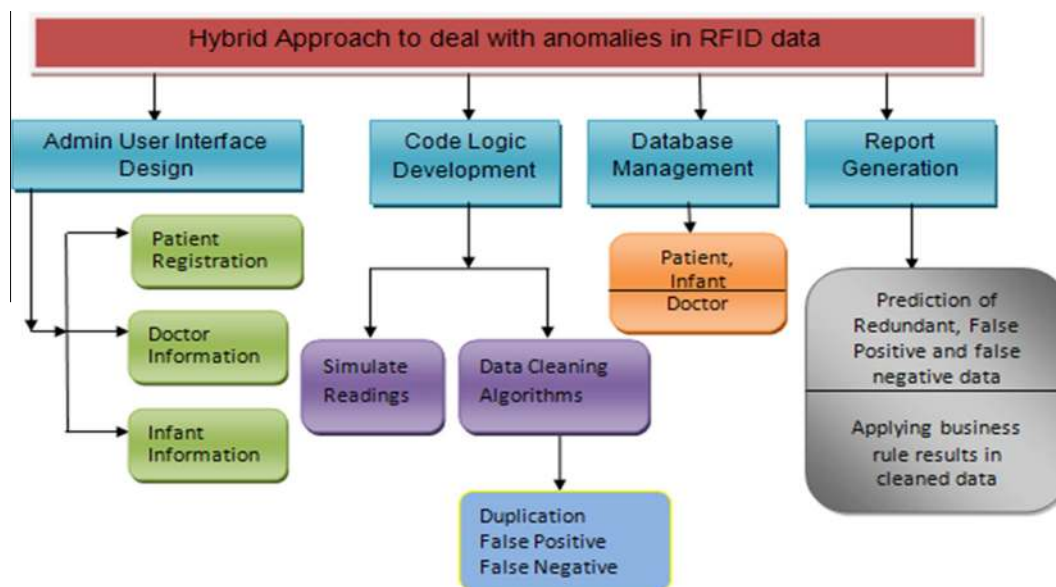 Hybrid Approach to deal with anomalies in RFID data
Admin User Interface
Design
Code Logic
Development
Database
Management
Report
Generation
Patient
Registration
Doctor
Information
Infant
Information
Simulate
Readings
Data Cleaning
Algorithms
Duplication
False Positive
False Negative
Patient,
Infant
Doctor
Prediction of
Redundant, False
Positive and false
negative data
Applying business
rule results in
cleaned data